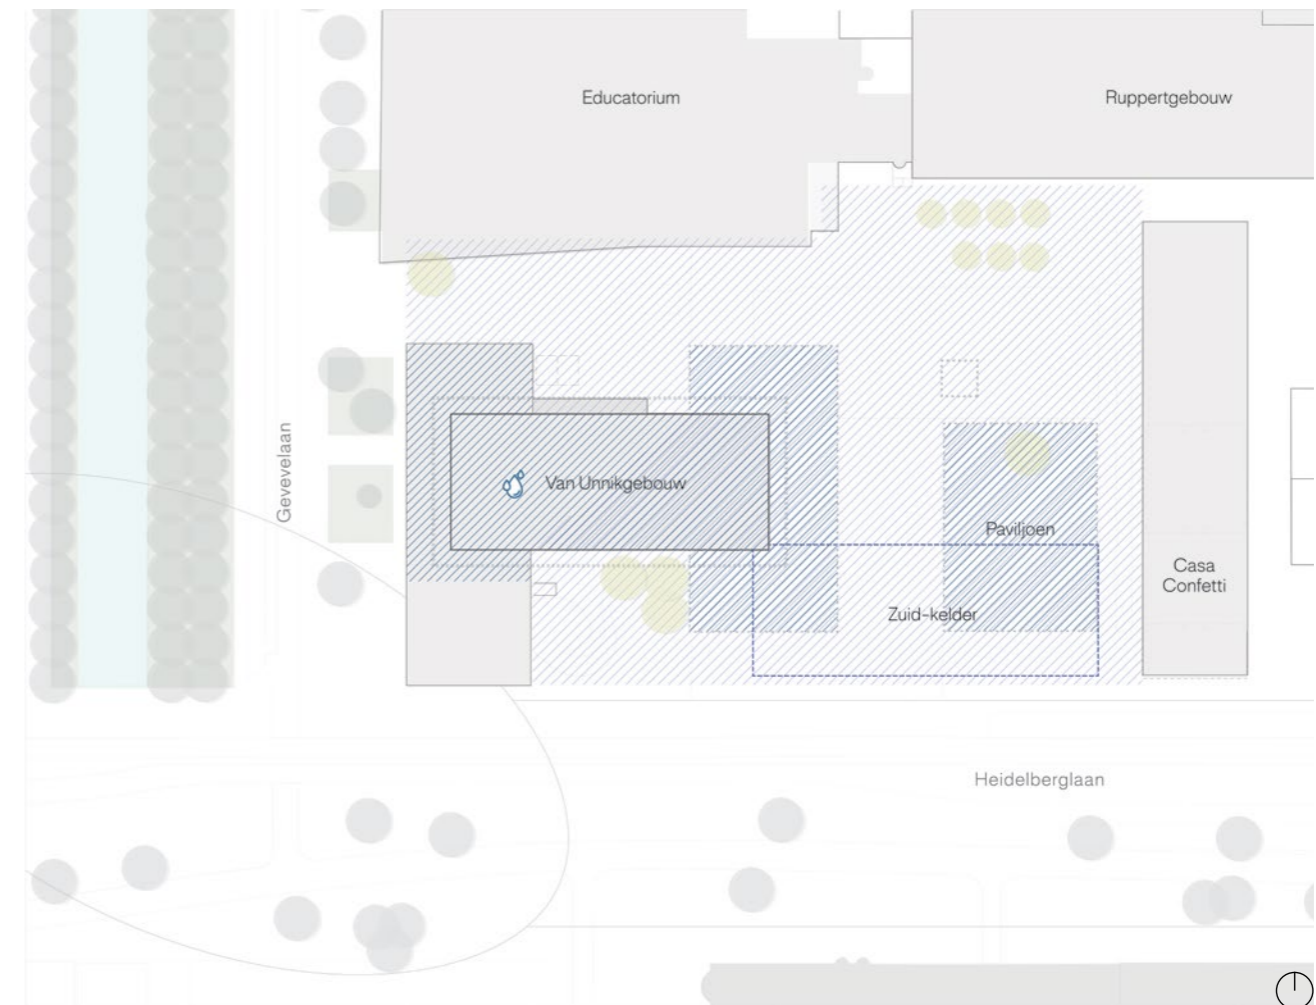 Educatorium
Ruppertgebouw
Gevevelaan
Van Unnikgebouw
Paviljoen
Casa
Confetti
Zuid-kelder
Heidelberglaan